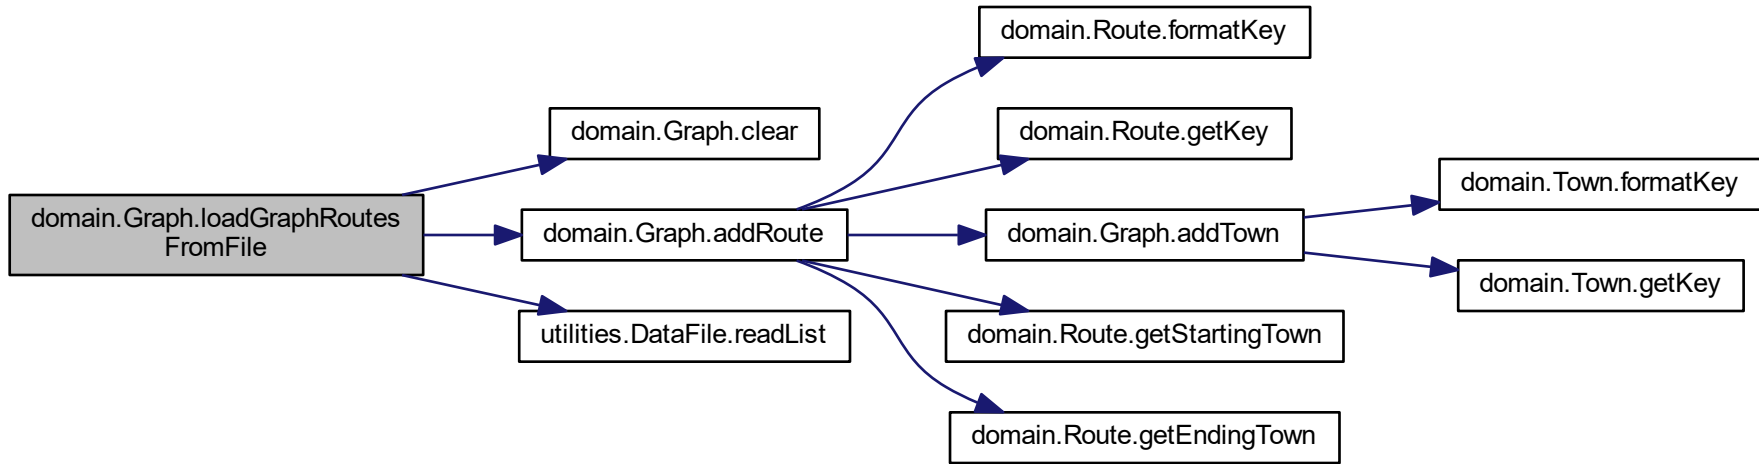 domain.Route.formatKey
domain.Graph.clear
domain.Route.getKey
domain.Town.formatKey
domain.Graph.loadGraphRoutes
FromFile
domain.Graph.addRoute
domain.Graph.addTown
domain.Town.getKey
utilities.DataFile.readList
domain.Route.getStartingTown
domain.Route.getEndingTown